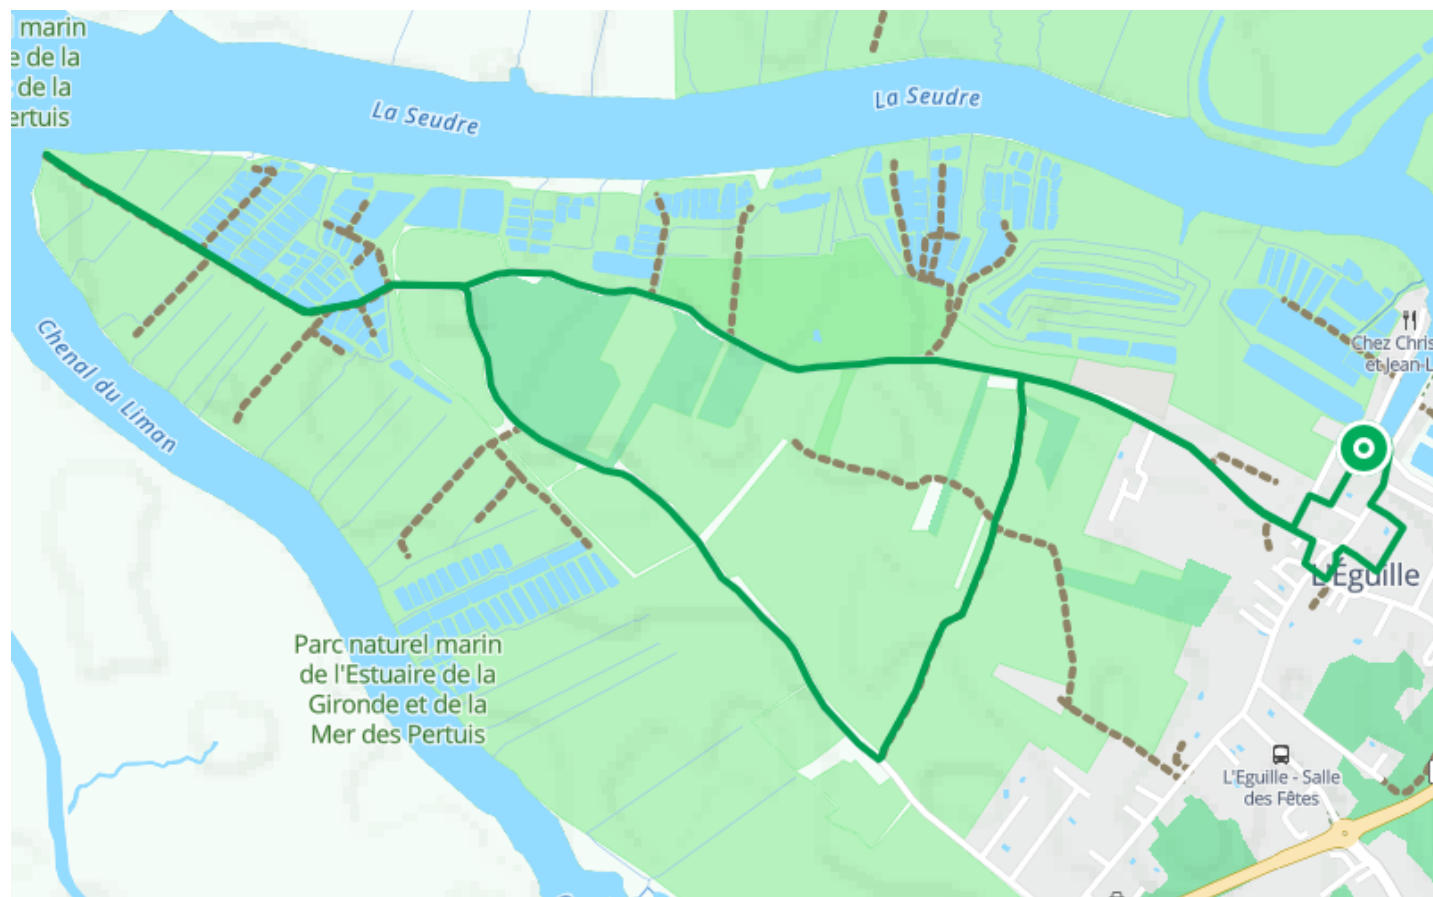 marin
e de la
de la
ertuis
La Seudre
La Seudre
Chenal du Liman
Chez Chris
et Jean-L
L'Éguille
Parc naturel marin
de l'Estuaire de la
Gironde et de la
Mer des Pertuis
L'Eguille - Salle
des Fêtes